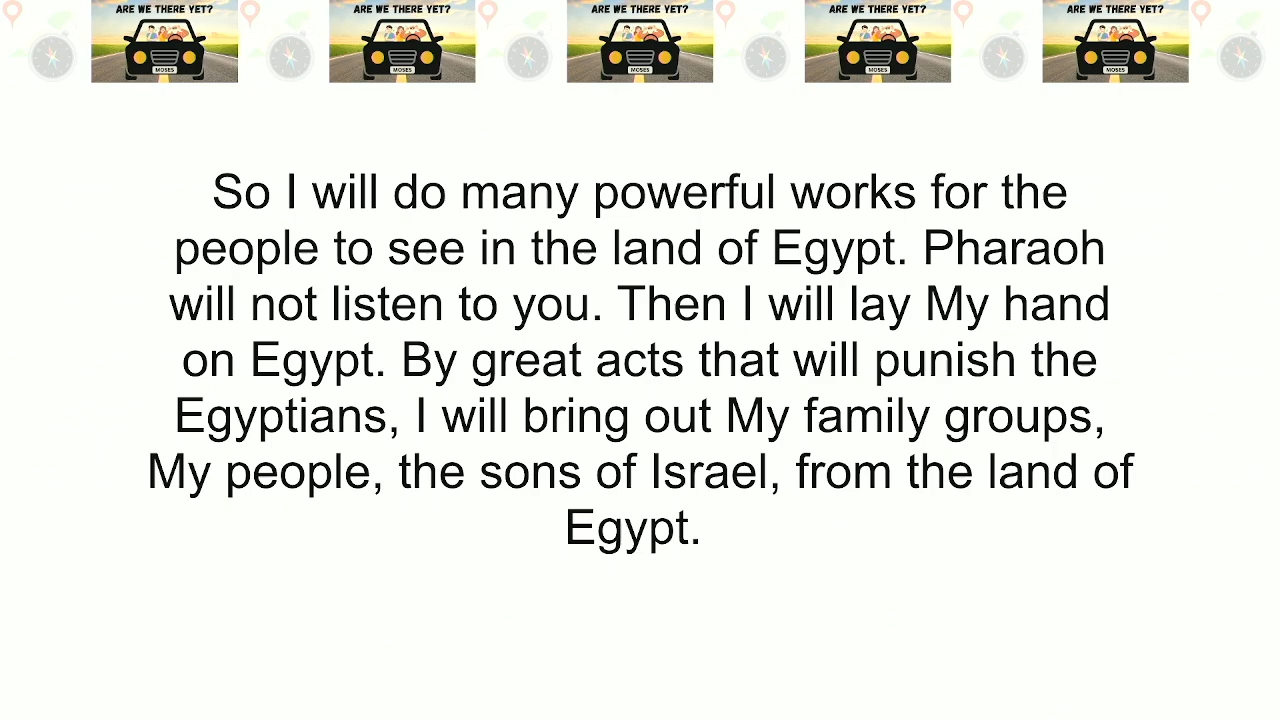 ARE WE THERE YET? ARE WE THERE YET? ARE WE THERE YET? ARE WE THERE YET? ARE WE THERE YET?
MOSES MOSES MOSES MOSES MOSES
So I will do many powerful works for the
people to see in the land of Egypt. Pharaoh
will not listen to you. Then I will lay My hand
on Egypt. By great acts that will punish the
Egyptians, I will bring out My family groups,
My people, the sons of Israel, from the land of
Egypt.